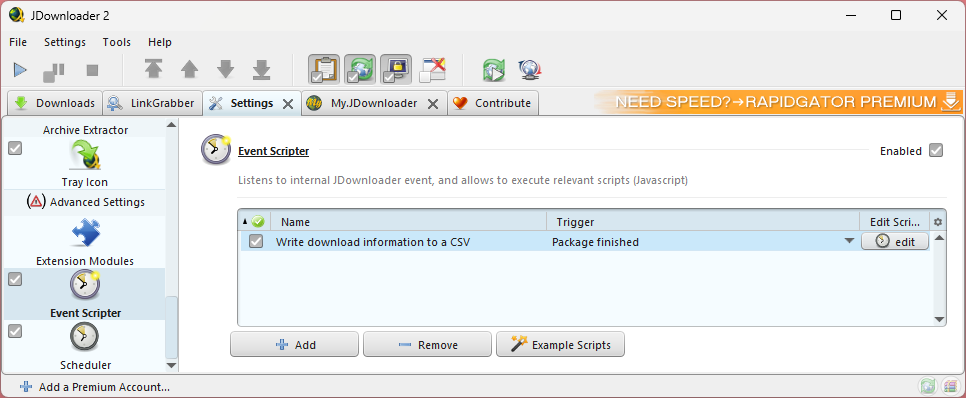 JDownloader 2
File Settings Tools Help
Downloads LinkGrabber Settings My.JDownloader Contribute NEED SPEED?→RAPIDGATOR PREMIUM
Archive Extractor
Tray Icon
Advanced Settings
Extension Modules
Event Scripter
Scheduler
Event Scripter Enabled
Listens to internal JDownloader event, and allows to execute relevant scripts (Javascript)
Name Trigger Edit Scri...
Write download information to a CSV Package finished edit
Add Remove Example Scripts
Add a Premium Account...